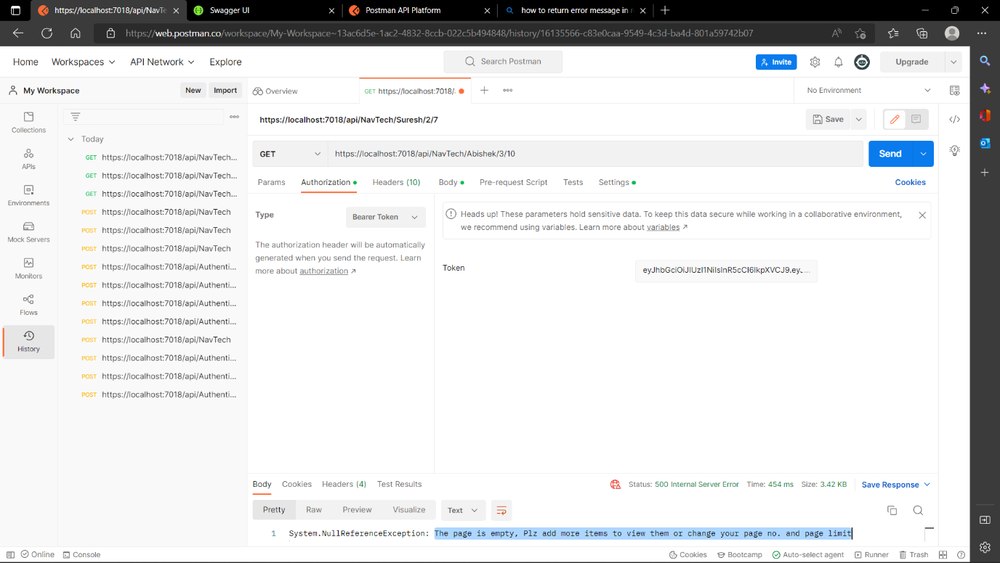 https://localhost:7018/api/NavTe
Swagger UI
Postman API Platform
how to return error message in r
https://web.postman.co/workspace/My-Workspace~13ac6d5e-1ac2-4832-8ccb-022c5b494848/history/16135566-c83e0caa-9549-4c3d-ba4d-801a59742b07
Home Workspaces API Network Explore
Search Postman
Invite
Upgrade
My Workspace
New
Import
Overview
GET https://localhost:7018/
No Environment
Collections
APIs
Environments
Mock Servers
Monitors
Flows
History
Today
GET https://localhost:7018/api/NavTech...
GET https://localhost:7018/api/NavTech...
GET https://localhost:7018/api/NavTech...
POST https://localhost:7018/api/NavTech
POST https://localhost:7018/api/NavTech
POST https://localhost:7018/api/NavTech
POST https://localhost:7018/api/Authenti...
POST https://localhost:7018/api/Authenti...
POST https://localhost:7018/api/Authenti...
POST https://localhost:7018/api/Authenti...
POST https://localhost:7018/api/NavTech
POST https://localhost:7018/api/Authenti...
POST https://localhost:7018/api/Authenti...
POST https://localhost:7018/api/Authenti...
https://localhost:7018/api/NavTech/Suresh/2/7
Save
GET
https://localhost:7018/api/NavTech/Abishek/3/10
Send
Params Authorization Headers (10) Body Pre-request Script Tests Settings
Cookies
Type
Bearer Token
The authorization header will be automatically
generated when you send the request. Learn
more about authorization ↗
Heads up! These parameters hold sensitive data. To keep this data secure while working in a collaborative environment,
we recommend using variables. Learn more about variables ↗
Token
Body Cookies Headers (4) Test Results
Status: 500 Internal Server Error Time: 454 ms Size: 3.42 KB
Save Response
Pretty Raw Preview Visualize
Text
1 System.NullReferenceException: The page is empty, Plz add more items to view them or change your page no. and page limit
Online
Console
Cookies
Bootcamp
Auto-select agent
Runner
Trash